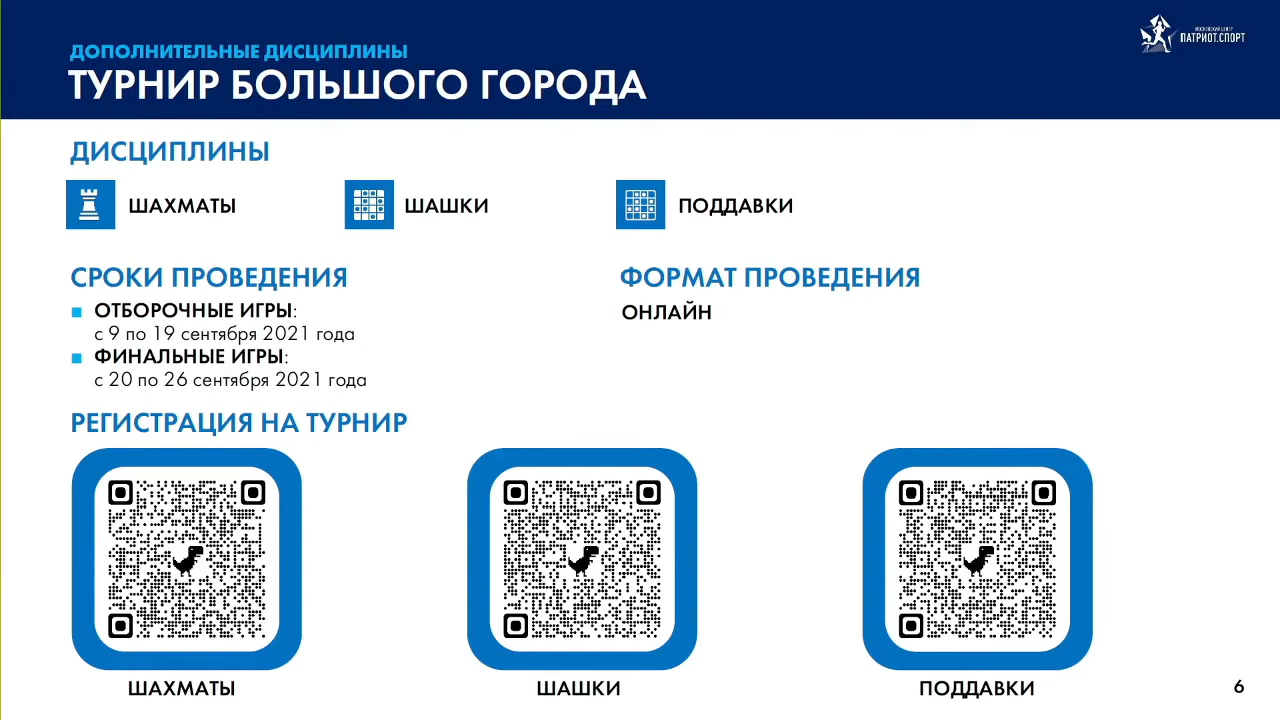 ДОПОЛНИТЕЛЬНЫЕ ДИСЦИПЛИНЫ
ТУРНИР БОЛЬШОГО ГОРОДА
МОСКОВСКИЙ ЦЕНТР
ПАТРИОТ.СПОРТ
ДИСЦИПЛИНЫ
ШАХМАТЫ
ШАШКИ
ПОДДАВКИ
СРОКИ ПРОВЕДЕНИЯ
ОТБОРОЧНЫЕ ИГРЫ:
с 9 по 19 сентября 2021 года
ФИНАЛЬНЫЕ ИГРЫ:
с 20 по 26 сентября 2021 года
ФОРМАТ ПРОВЕДЕНИЯ
ОНЛАЙН
РЕГИСТРАЦИЯ НА ТУРНИР
ШАХМАТЫ
ШАШКИ
ПОДДАВКИ
6